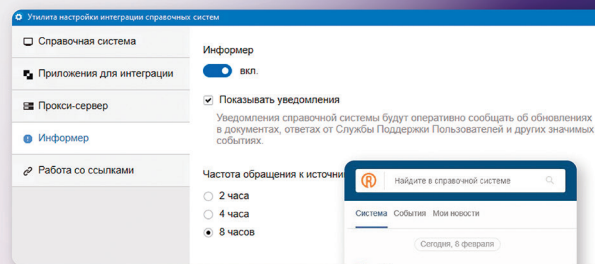 Утилита настройки интеграции справочных систем
Справочная система
Приложения для интеграции
Прокси-сервер
Информер
Работа со ссылками
Информер
вкл.
Показывать уведомления
Уведомления справочной системы будут оперативно сообщать об обновлениях
в документах, ответах от Службы Поддержки Пользователей и других значимых
событиях.
Частота обращения к источни
2 часа
4 часа
8 часов
Найдите в справочной системе
Система События Мои новости
Сегодня, 8 февраля